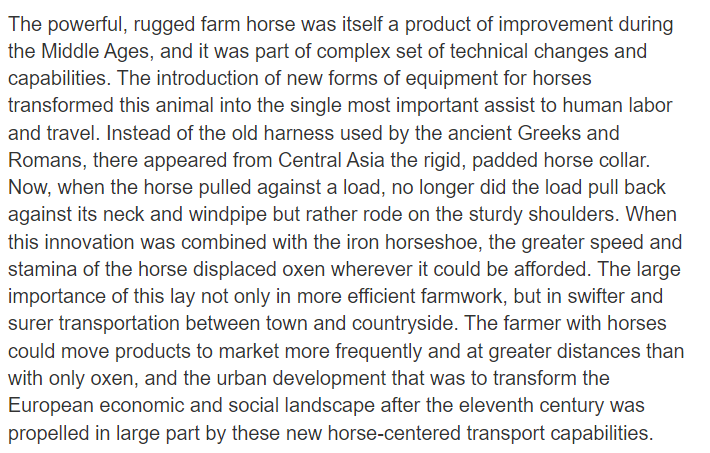 The powerful, rugged farm horse was itself a product of improvement during
the Middle Ages, and it was part of complex set of technical changes and
capabilities. The introduction of new forms of equipment for horses
transformed this animal into the single most important assist to human labor
and travel. Instead of the old harness used by the ancient Greeks and
Romans, there appeared from Central Asia the rigid, padded horse collar.
Now, when the horse pulled against a load, no longer did the load pull back
against its neck and windpipe but rather rode on the sturdy shoulders. When
this innovation was combined with the iron horseshoe, the greater speed and
stamina of the horse displaced oxen wherever it could be afforded. The large
importance of this lay not only in more efficient farmwork, but in swifter and
surer transportation between town and countryside. The farmer with horses
could move products to market more frequently and at greater distances than
with only oxen, and the urban development that was to transform the
European economic and social landscape after the eleventh century was
propelled in large part by these new horse-centered transport capabilities.